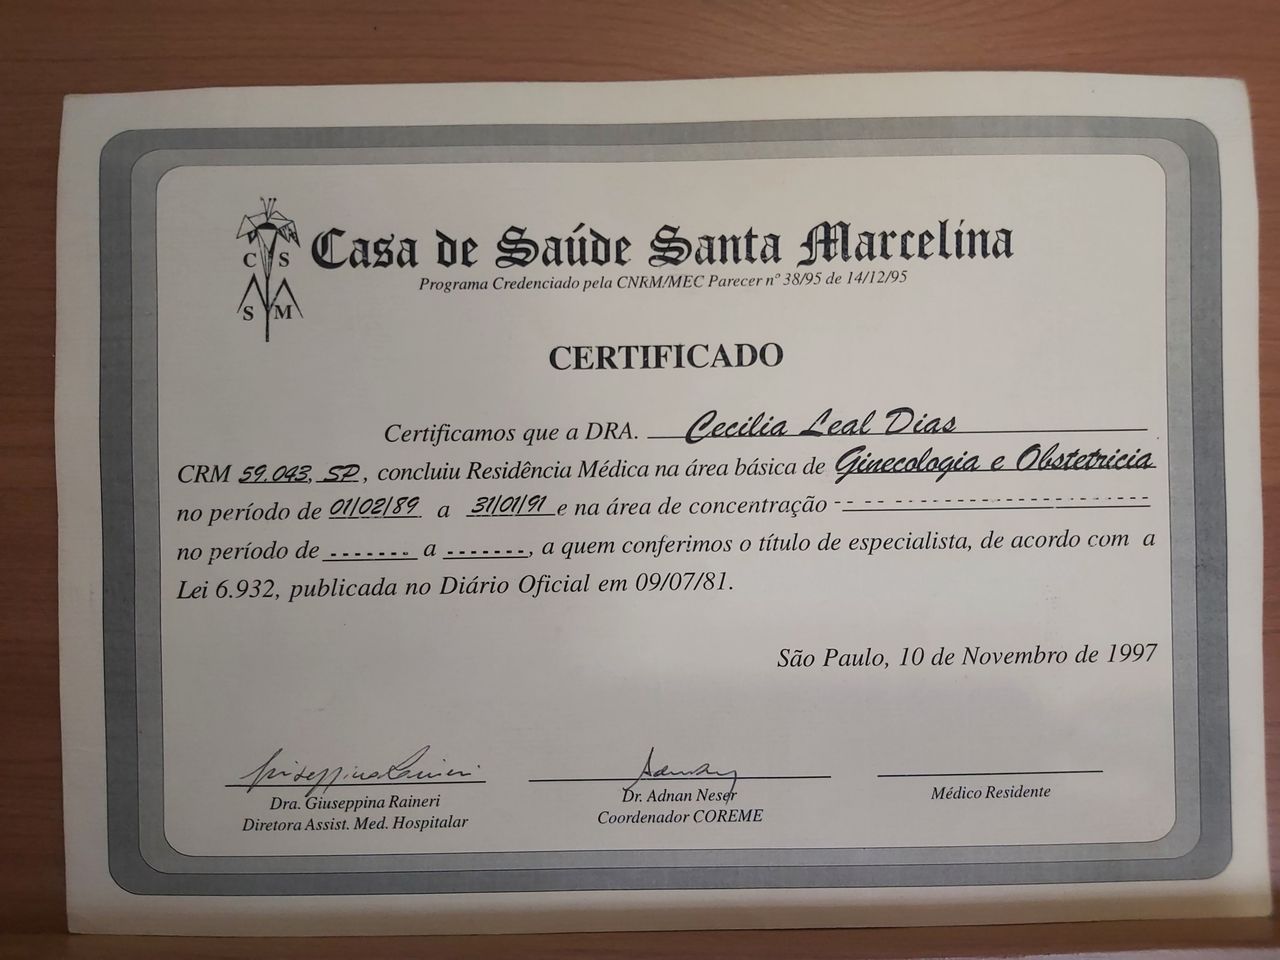 C S
S M
Casa de Saúde Santa Marcelina
Programa Credenciado pela CNRM/MEC Parecer nº 38/95 de 14/12/95
CERTIFICADO
Certificamos que a DRA. Cecilia Leal Dias
CRM 59.043, SP, concluiu Residência Médica na área básica de Ginecologia e Obstetricia
no período de 01/02/89 a 31/01/91 e na área de concentração - - - - - - - - - - - - - - - - - - - - - -
no período de - - - - - - - a - - - - - - -, a quem conferimos o título de especialista, de acordo com a
Lei 6.932, publicada no Diário Oficial em 09/07/81.
São Paulo, 10 de Novembro de 1997
Giuseppina Raineri
Dra. Giuseppina Raineri
Diretora Assist. Med. Hospitalar
Dr. Adnan Neser
Coordenador COREME
Médico Residente